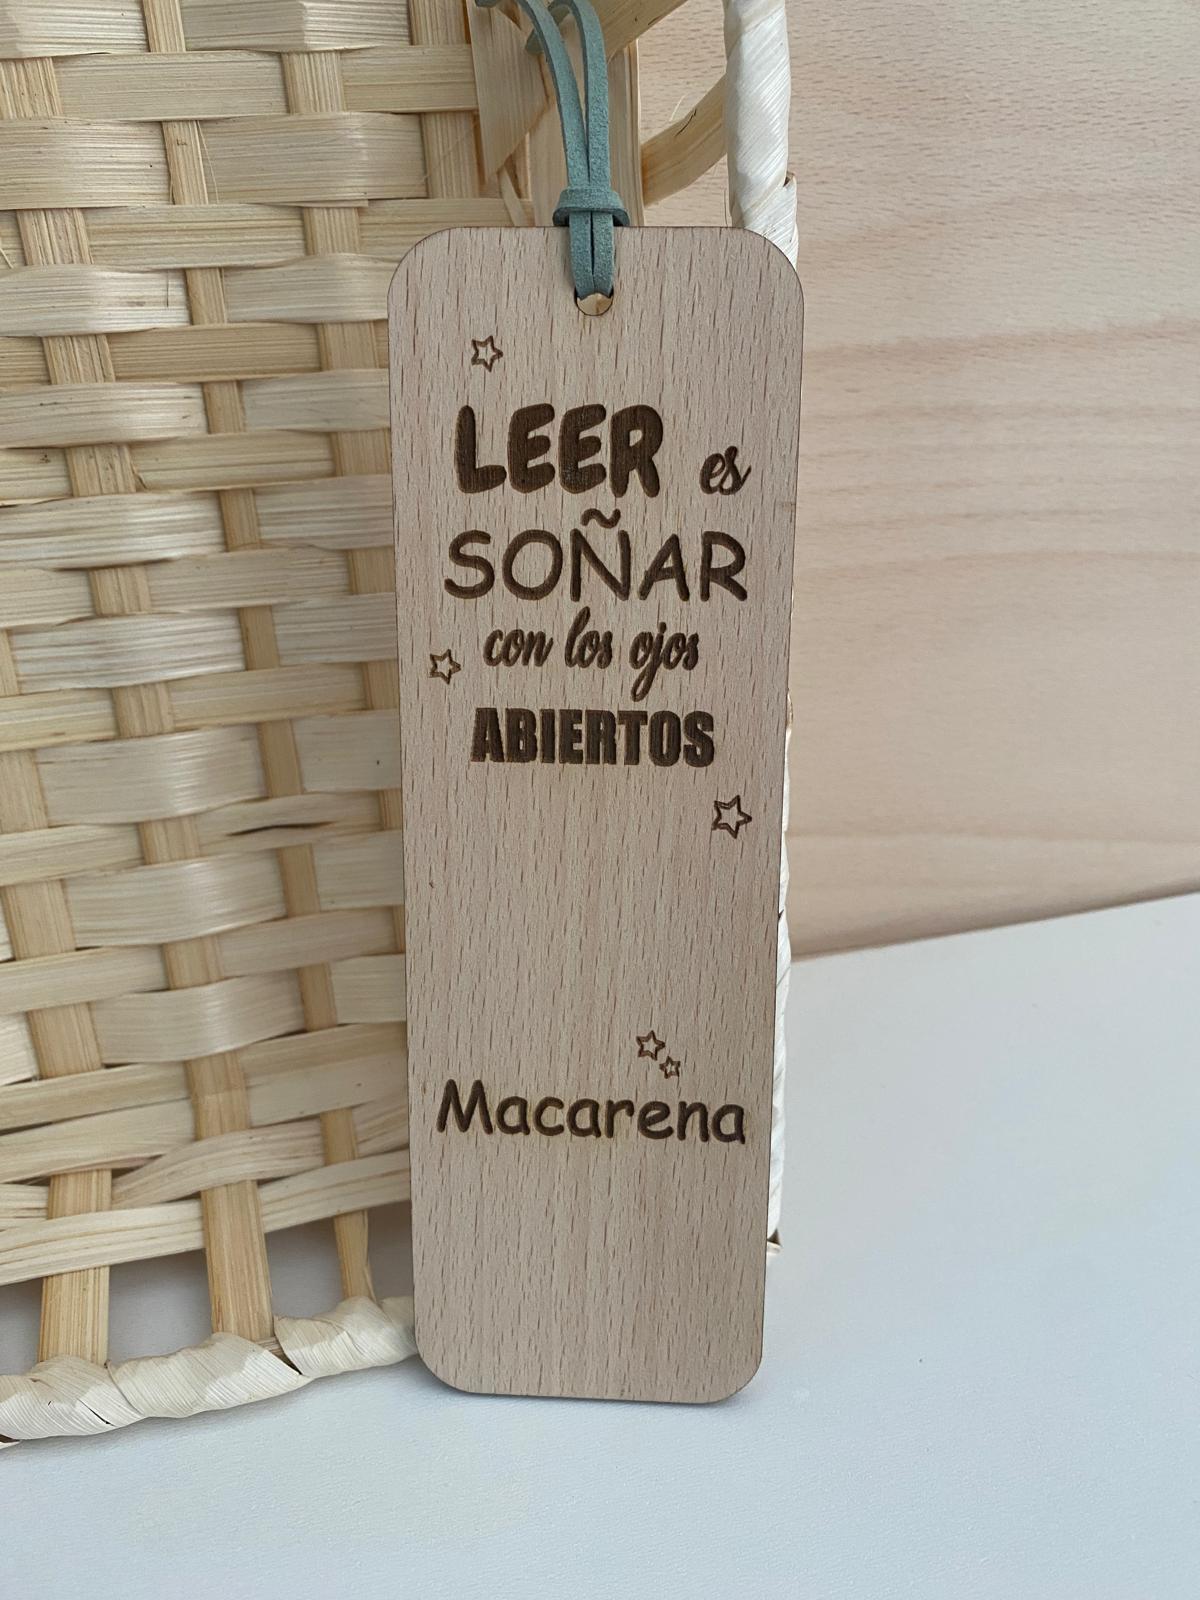 LEER es
SOÑAR
con los ojos
ABIERTOS
Macarena